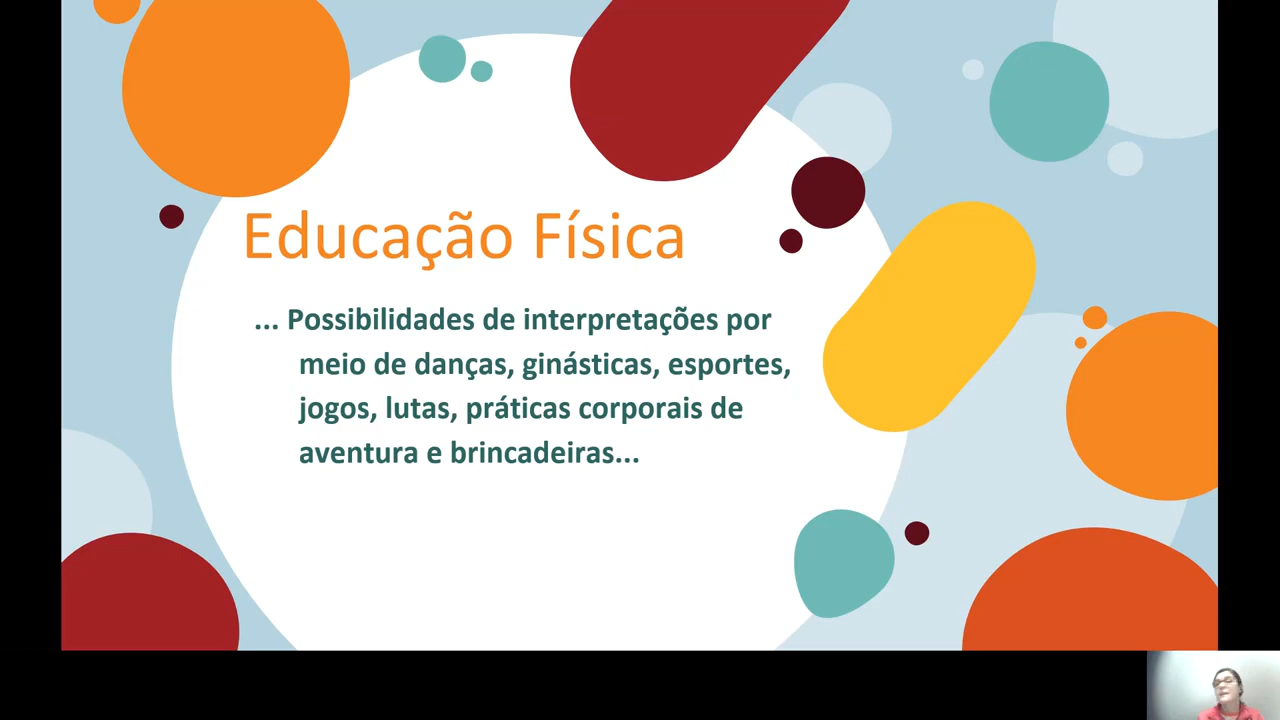 Educação Física
... Possibilidades de interpretações por
meio de danças, ginásticas, esportes,
jogos, lutas, práticas corporais de
aventura e brincadeiras...